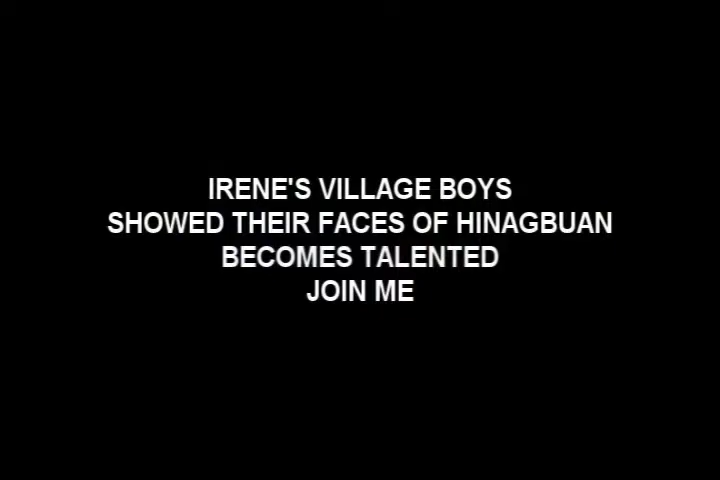 IRENE'S VILLAGE BOYS
SHOWED THEIR FACES OF HINAGBUAN
BECOMES TALENTED
JOIN ME